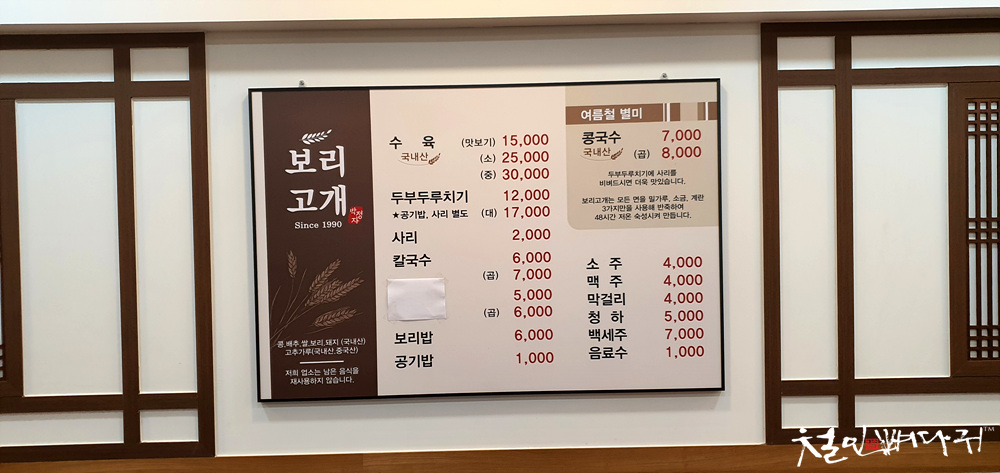 보리
고개
Since 1990
박정자
콩,배추,쌀,보리,돼지 (국내산)
고추가루(국내산,중국산)
저희 업소는 남은 음식을
재사용하지 않습니다.
수 육 (맛보기) 15,000
국내산 (소) 25,000
(중) 30,000
두부두루치기 12,000
★공기밥, 사리 별도 (대) 17,000
사리 2,000
칼국수 6,000
(곱) 7,000
5,000
(곱) 6,000
보리밥 6,000
공기밥 1,000
여름철 별미
콩국수 7,000
국내산 (곱) 8,000
두부두루치기에 사리를
비벼드시면 더욱 맛있습니다.
보리고개는 모든 면을 밀가루, 소금, 계란
3가지만을 사용해 반죽하여
48시간 저온 숙성시켜 만듭니다.
소 주 4,000
맥 주 4,000
막걸리 4,000
청 하 5,000
백세주 7,000
음료수 1,000
철인뼈다귀™